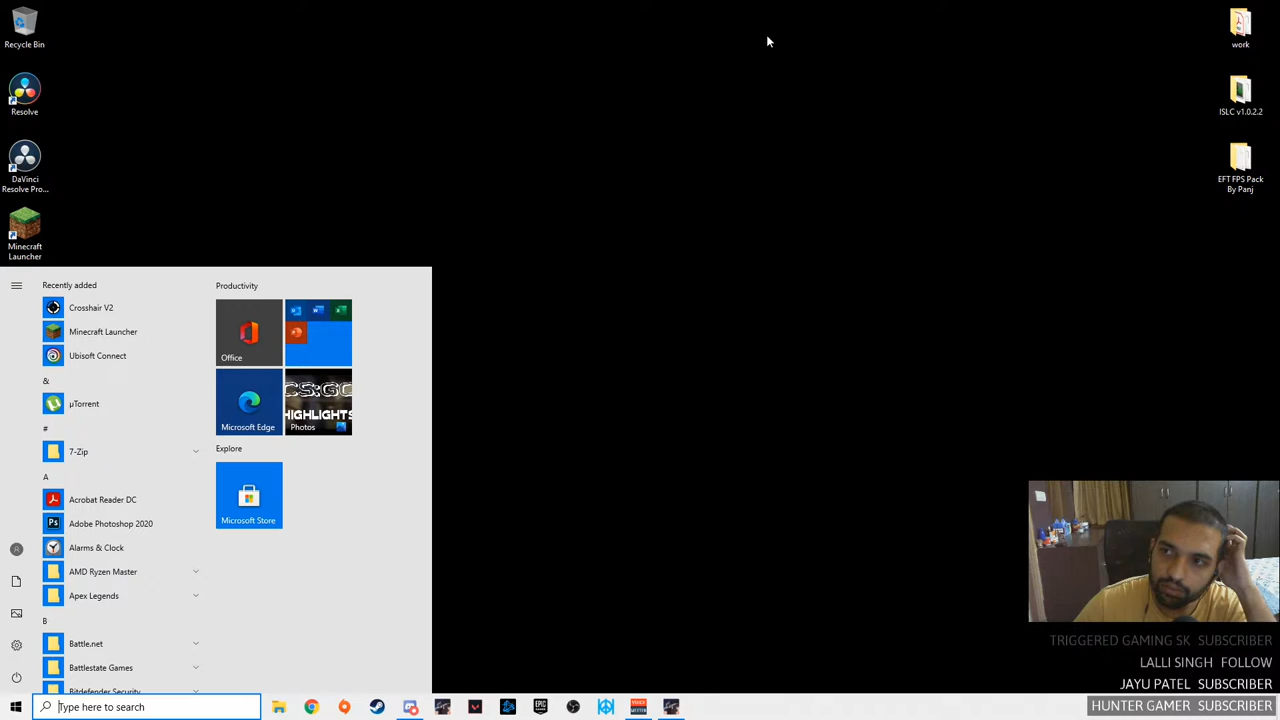 Recycle Bin
Resolve
DaVinci
Resolve Pro...
Minecraft
Launcher
work
ISLC v1.0.2.2
EFT FPS Pack
By Panj
Recently added
Crosshair V2
Minecraft Launcher
Ubisoft Connect
&
µTorrent
#
7-Zip
A
Acrobat Reader DC
Adobe Photoshop 2020
Alarms & Clock
AMD Ryzen Master
Apex Legends
B
Battle.net
Battlestate Games
Bitdefender Security
Productivity
Office
Microsoft Edge
CS:GO
HIGHLIGHTS
Photos
Explore
Microsoft Store
Type here to search
TRIGGERED GAMING SK SUBSCRIBER
LALLI SINGH FOLLOW
JAYU PATEL SUBSCRIBER
HUNTER GAMER SUBSCRIBER